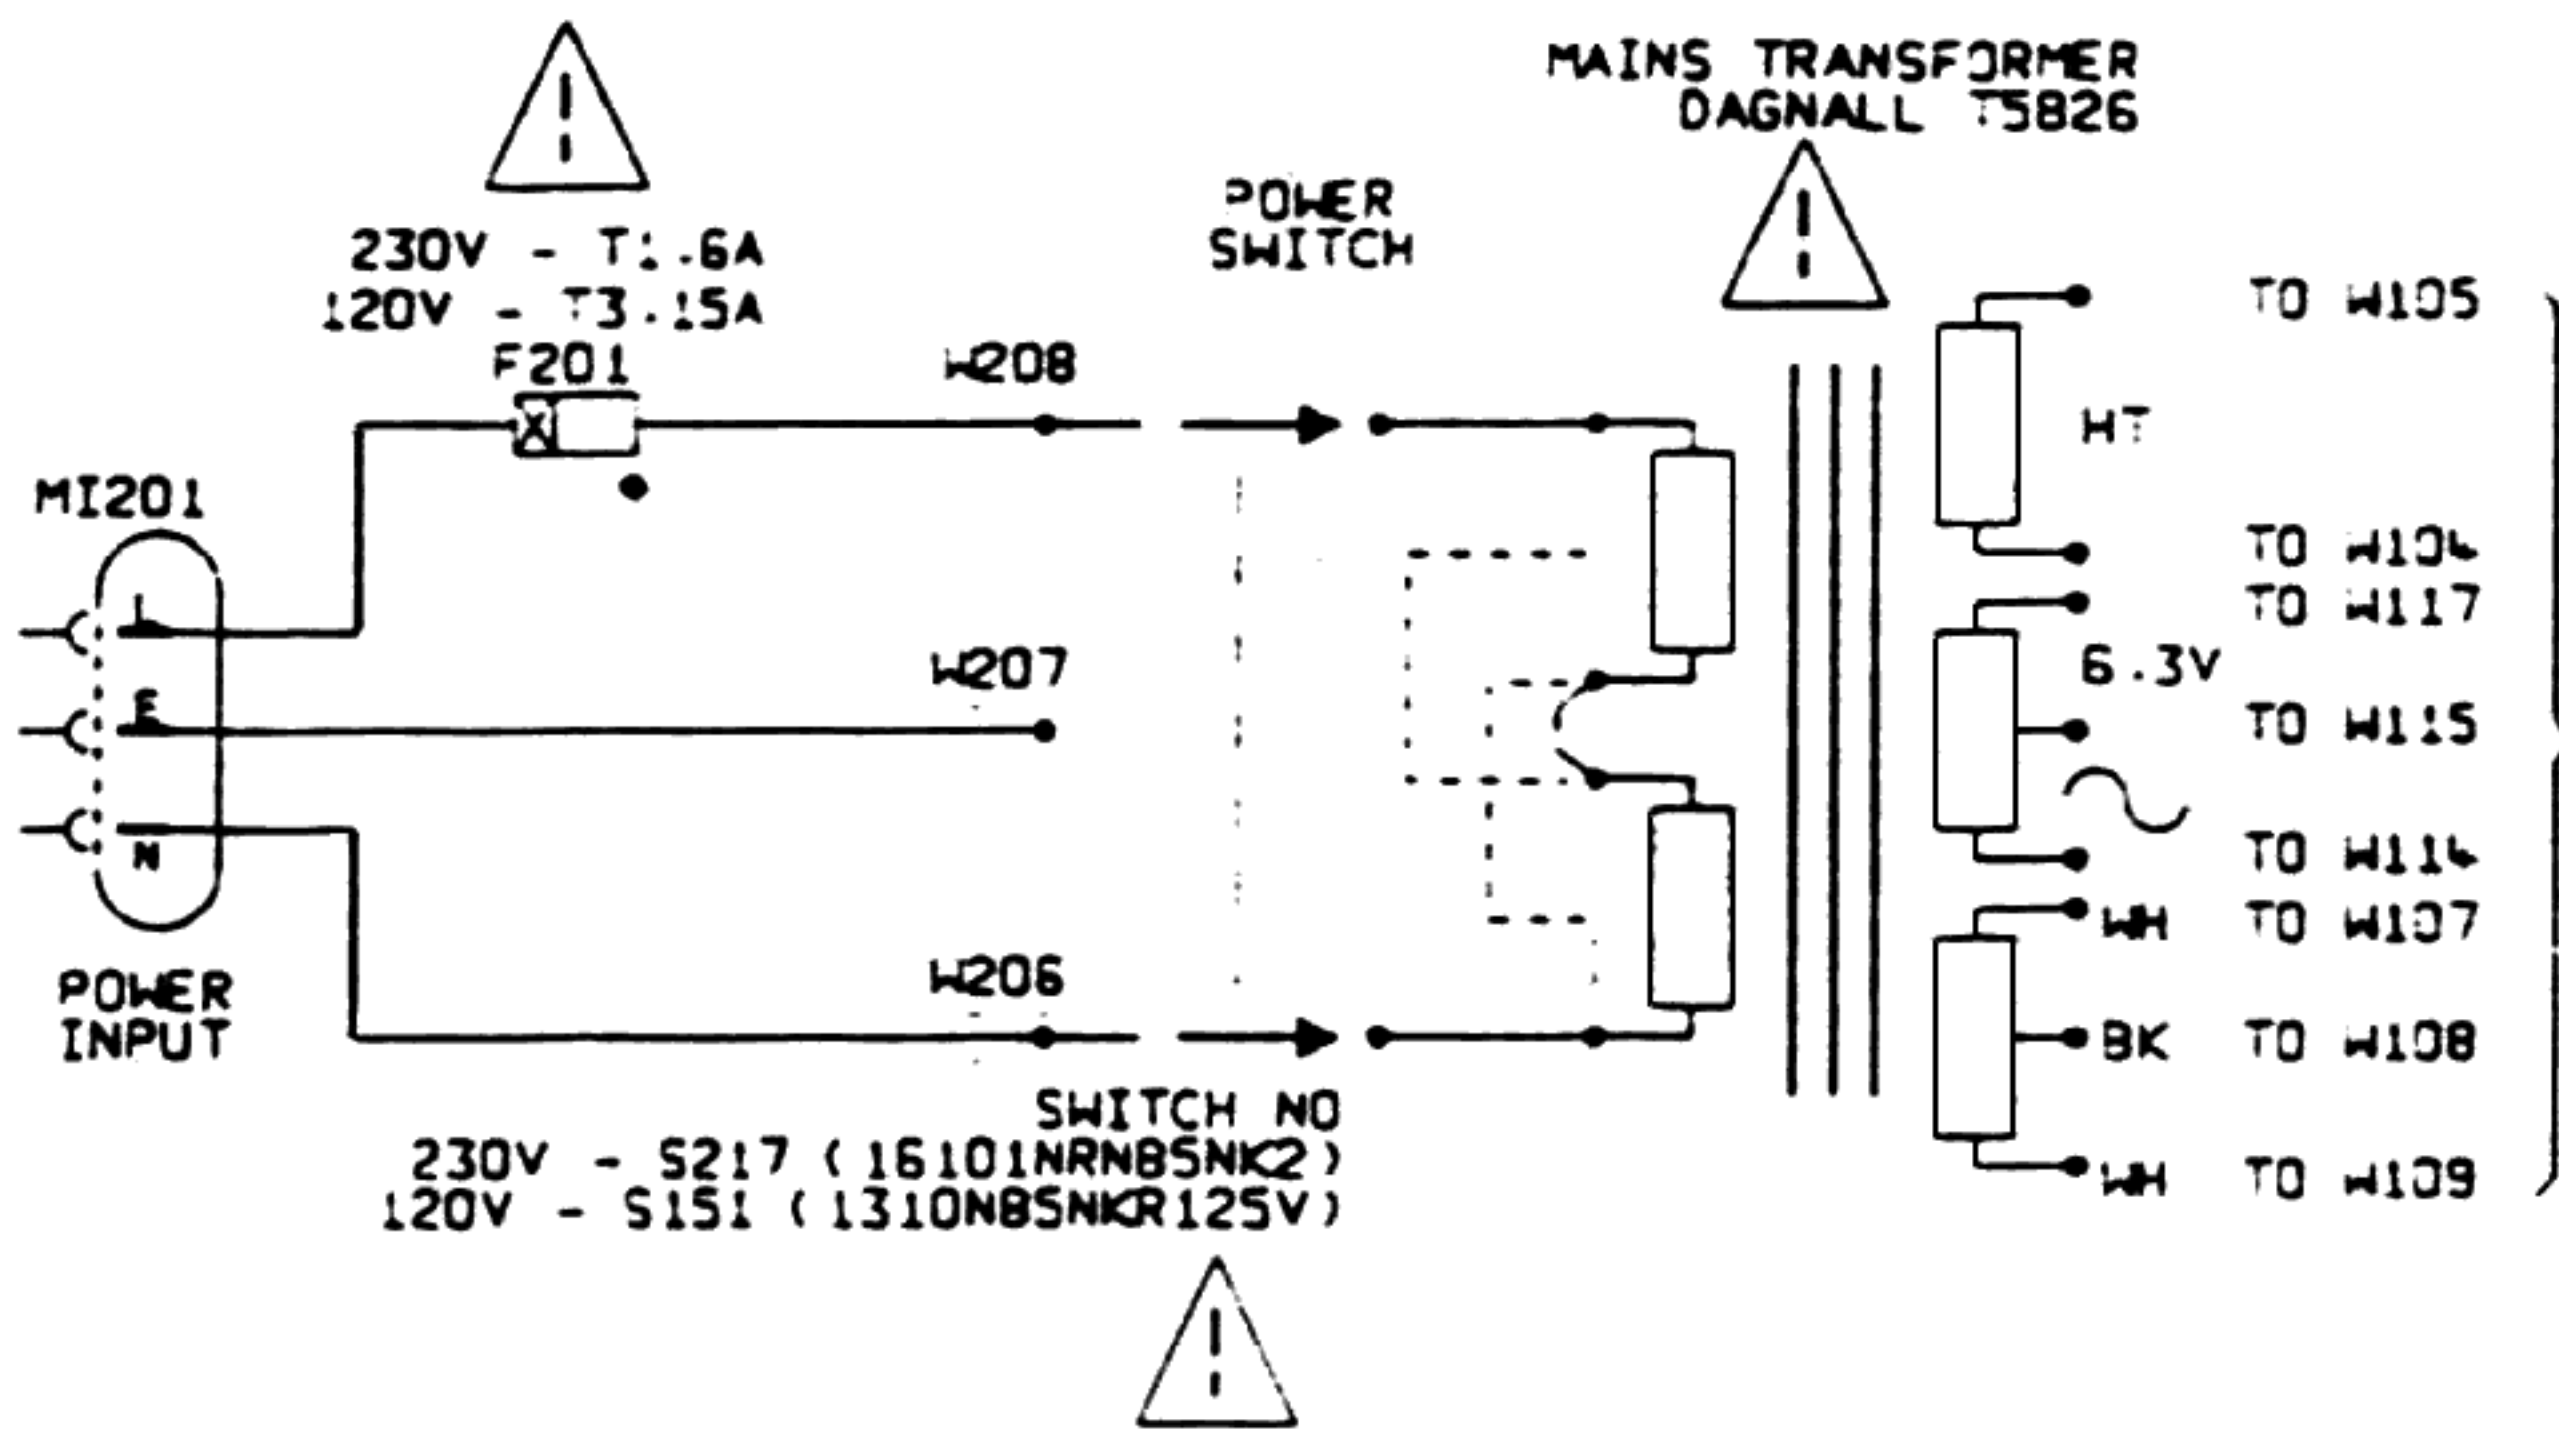 MAINS TRANSFORMER
DAGNALL T5826
POWER
SWITCH
230V - T1.6A
120V - T3.15A
F201
W208
MI201
L
E
N
W207
W206
POWER
INPUT
SWITCH NO
230V - S217 (16101NRNBSNK2)
120V - S151 (1310NBSNKR125V)
TO W105
HT
TO W104
TO W117
6.3V
TO W115
TO W114
WH TO W107
BK TO W108
WH TO W109